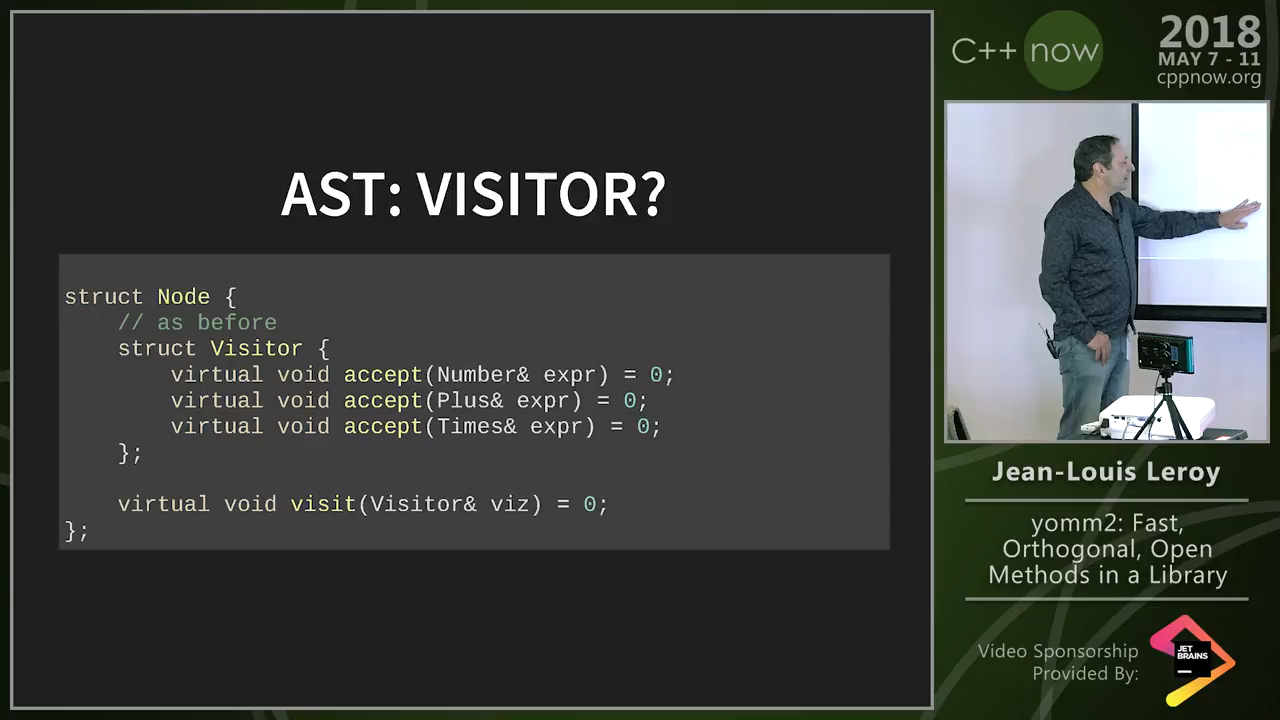 AST: VISITOR?
struct Node {
// as before
struct Visitor {
virtual void accept(Number& expr) = 0;
virtual void accept(Plus& expr) = 0;
virtual void accept(Times& expr) = 0;
};
virtual void visit(Visitor& viz) = 0;
};
C++ now
2018
MAY 7 - 11
cppnow.org
Jean-Louis Leroy
yomm2: Fast,
Orthogonal, Open
Methods in a Library
Video Sponsorship
Provided By:
JET
BRAINS